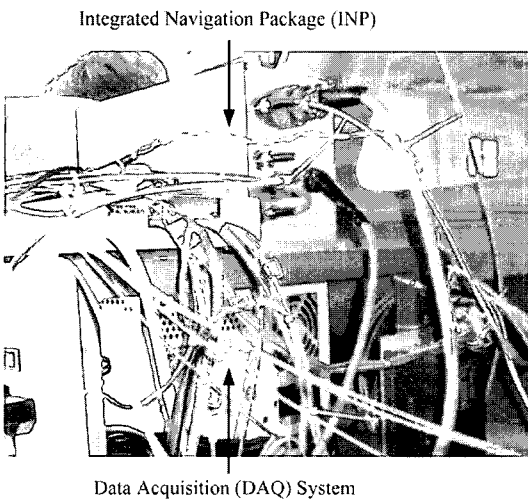 Integrated Navigation Package (INP)
Data Acquisition (DAQ) System